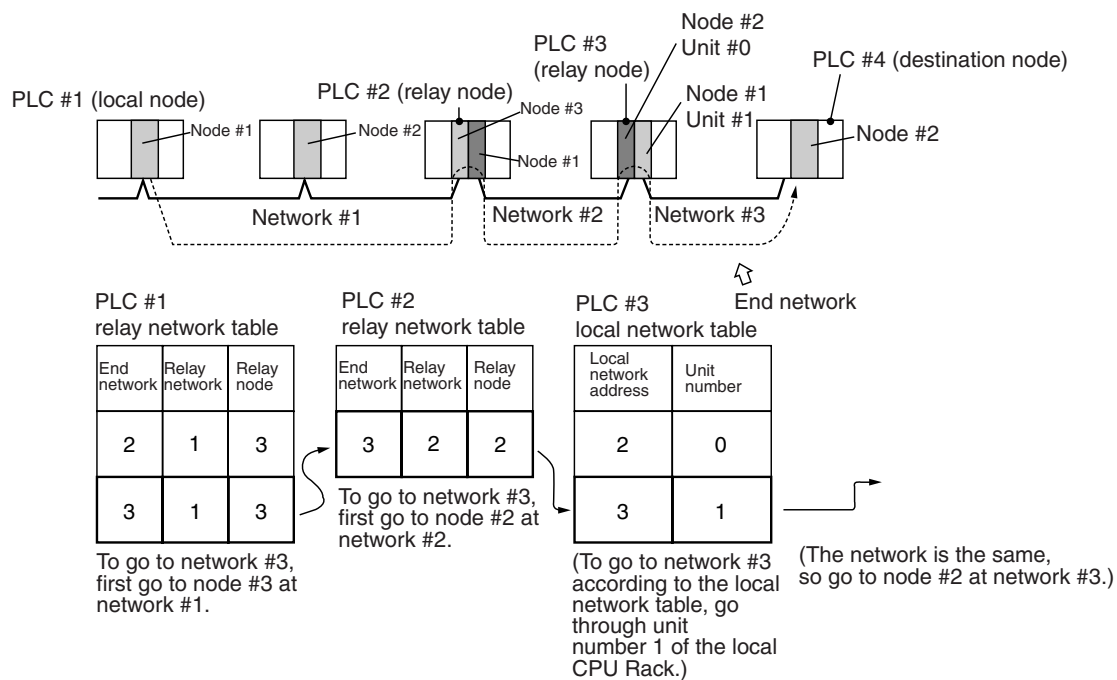 Node #2
Unit #0
PLC #3
(relay node)
PLC #4 (destination node)
PLC #1 (local node)
PLC #2 (relay node)
Node #1
Unit #1
Node #3
Node #1
Node #2
Node #1
Node #2
Network #1
Network #2
Network #3
End network
PLC #1
relay network table
End network
Relay network
Relay node
2 1 3
3 1 3
To go to network #3,
first go to node #3 at
network #1.
PLC #2
relay network table
End network
Relay network
Relay node
3 2 2
To go to network #3,
first go to node #2 at
network #2.
PLC #3
local network table
Local network address
Unit number
2 0
3 1
(To go to network #3
according to the local
network table, go
through unit
number 1 of the local
CPU Rack.)
(The network is the same,
so go to node #2 at network #3.)